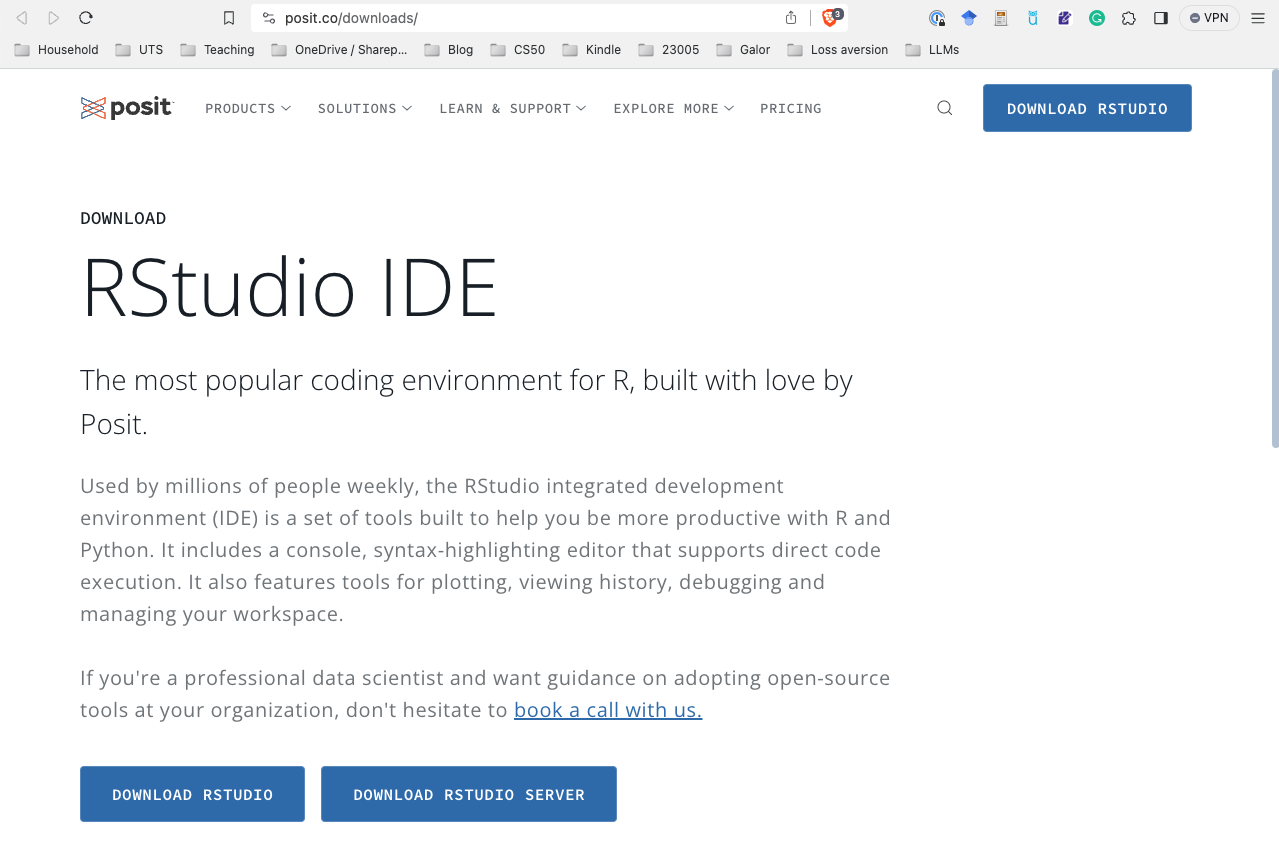 posit.co/downloads/
3
VPN
Household
UTS
Teaching
OneDrive / Sharep...
Blog
CS50
Kindle
23005
Galor
Loss aversion
LLMs
posit
PRODUCTS
SOLUTIONS
LEARN & SUPPORT
EXPLORE MORE
PRICING
DOWNLOAD RSTUDIO
DOWNLOAD
RStudio IDE
The most popular coding environment for R, built with love by
Posit.
Used by millions of people weekly, the RStudio integrated development
environment (IDE) is a set of tools built to help you be more productive with R and
Python. It includes a console, syntax-highlighting editor that supports direct code
execution. It also features tools for plotting, viewing history, debugging and
managing your workspace.
If you're a professional data scientist and want guidance on adopting open-source
tools at your organization, don't hesitate to book a call with us.
DOWNLOAD RSTUDIO
DOWNLOAD RSTUDIO SERVER